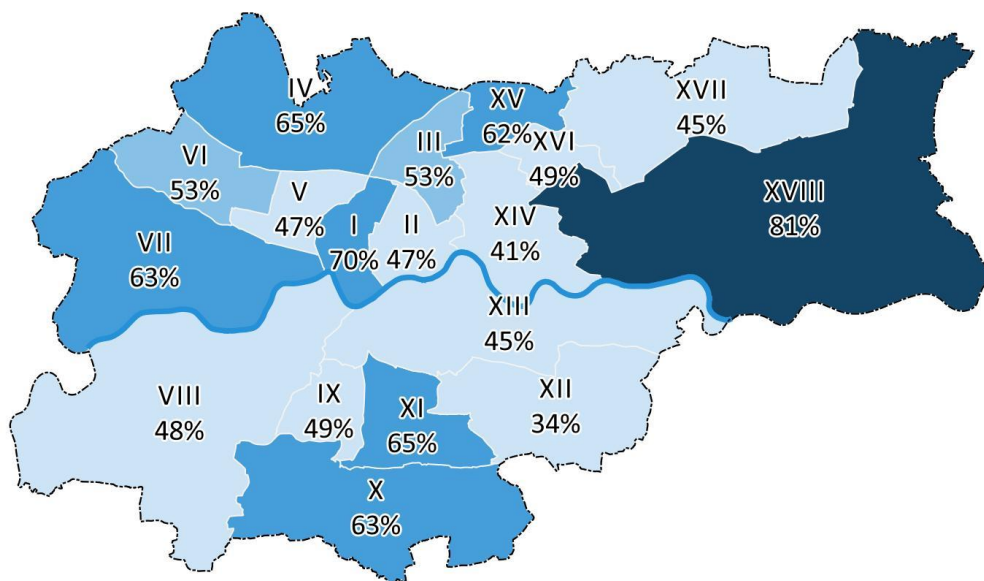 IV
65%
XV
62%
XVII
45%
III
53%
XVI
49%
VI
53%
V
47%
I
70%
II
47%
XIV
41%
XVIII
81%
VII
63%
XIII
45%
VIII
48%
IX
49%
XI
65%
XII
34%
X
63%